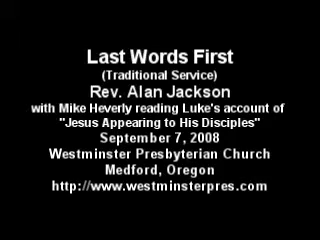 Last Words First
(Traditional Service)
Rev. Alan Jackson
with Mike Heverly reading Luke's account of
"Jesus Appearing to His Disciples"
September 7, 2008
Westminster Presbyterian Church
Medford, Oregon
http://www.westminsterpres.com